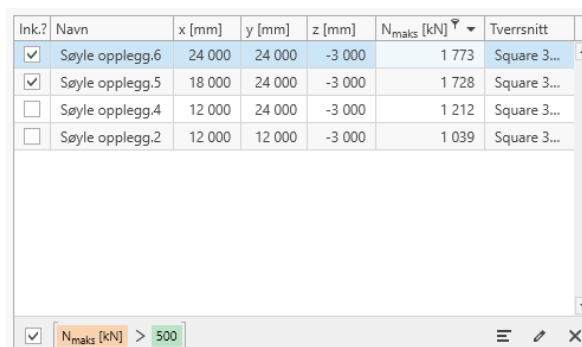 Ink.? Navn x [mm] y [mm] z [mm] Nmaks [kN] Tverrsnitt
Søyle opplegg.6 24 000 24 000 -3 000 1 773 Square 3...
Søyle opplegg.5 18 000 24 000 -3 000 1 728 Square 3...
Søyle opplegg.4 12 000 24 000 -3 000 1 212 Square 3...
Søyle opplegg.2 12 000 12 000 -3 000 1 039 Square 3...
Nmaks [kN] > 500